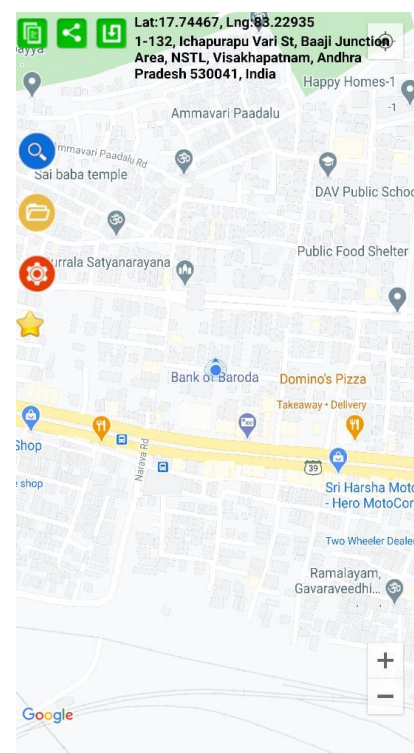 Lat:17.74467, Lng:83.22935
1-132, Ichapurapu Vari St, Baaji Junction
Area, NSTL, Visakhapatnam, Andhra
Pradesh 530041, India
Happy Homes-1
Ammavari Paadalu
mmavari Paadalu Rd
Sai baba temple
DAV Public Schoo
Public Food Shelter
urrala Satyanarayana
Bank of Baroda
Domino's Pizza
Takeaway • Delivery
Shop
Narava Rd
39
e shop
Sri Harsha Moto
- Hero MotoCor
Two Wheeler Deale
Ramalayam,
Gavaraveedhi...
Google